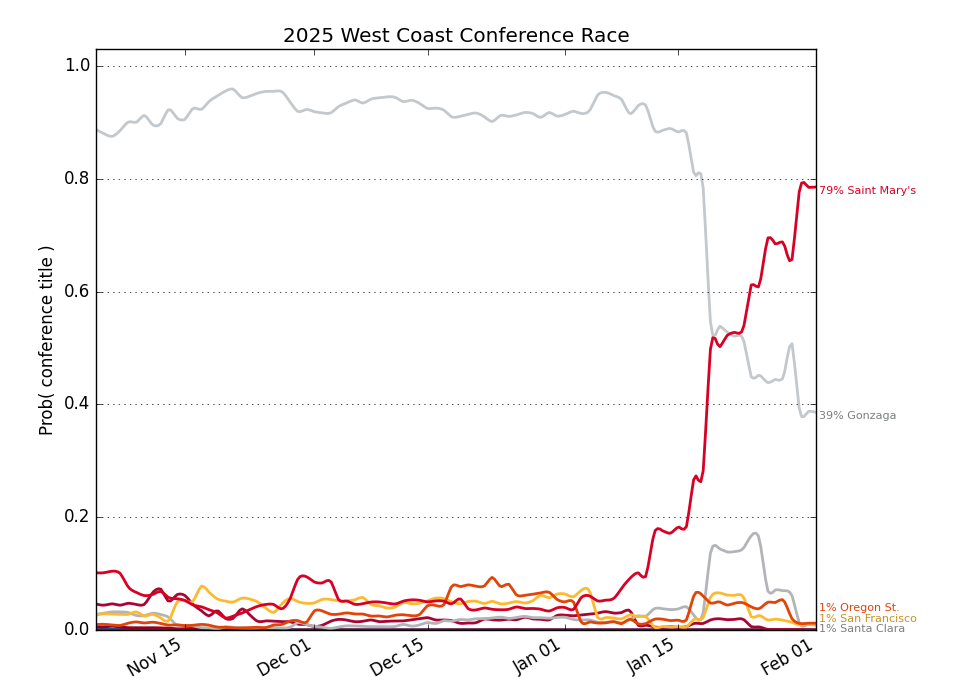 2025 West Coast Conference Race
1.0
0.8
0.6
0.4
0.2
0.0
Prob( conference title )
79% Saint Mary's
39% Gonzaga
1% Oregon St.
1% San Francisco
1% Santa Clara
Nov 15
Dec 01
Dec 15
Jan 01
Jan 15
Feb 01